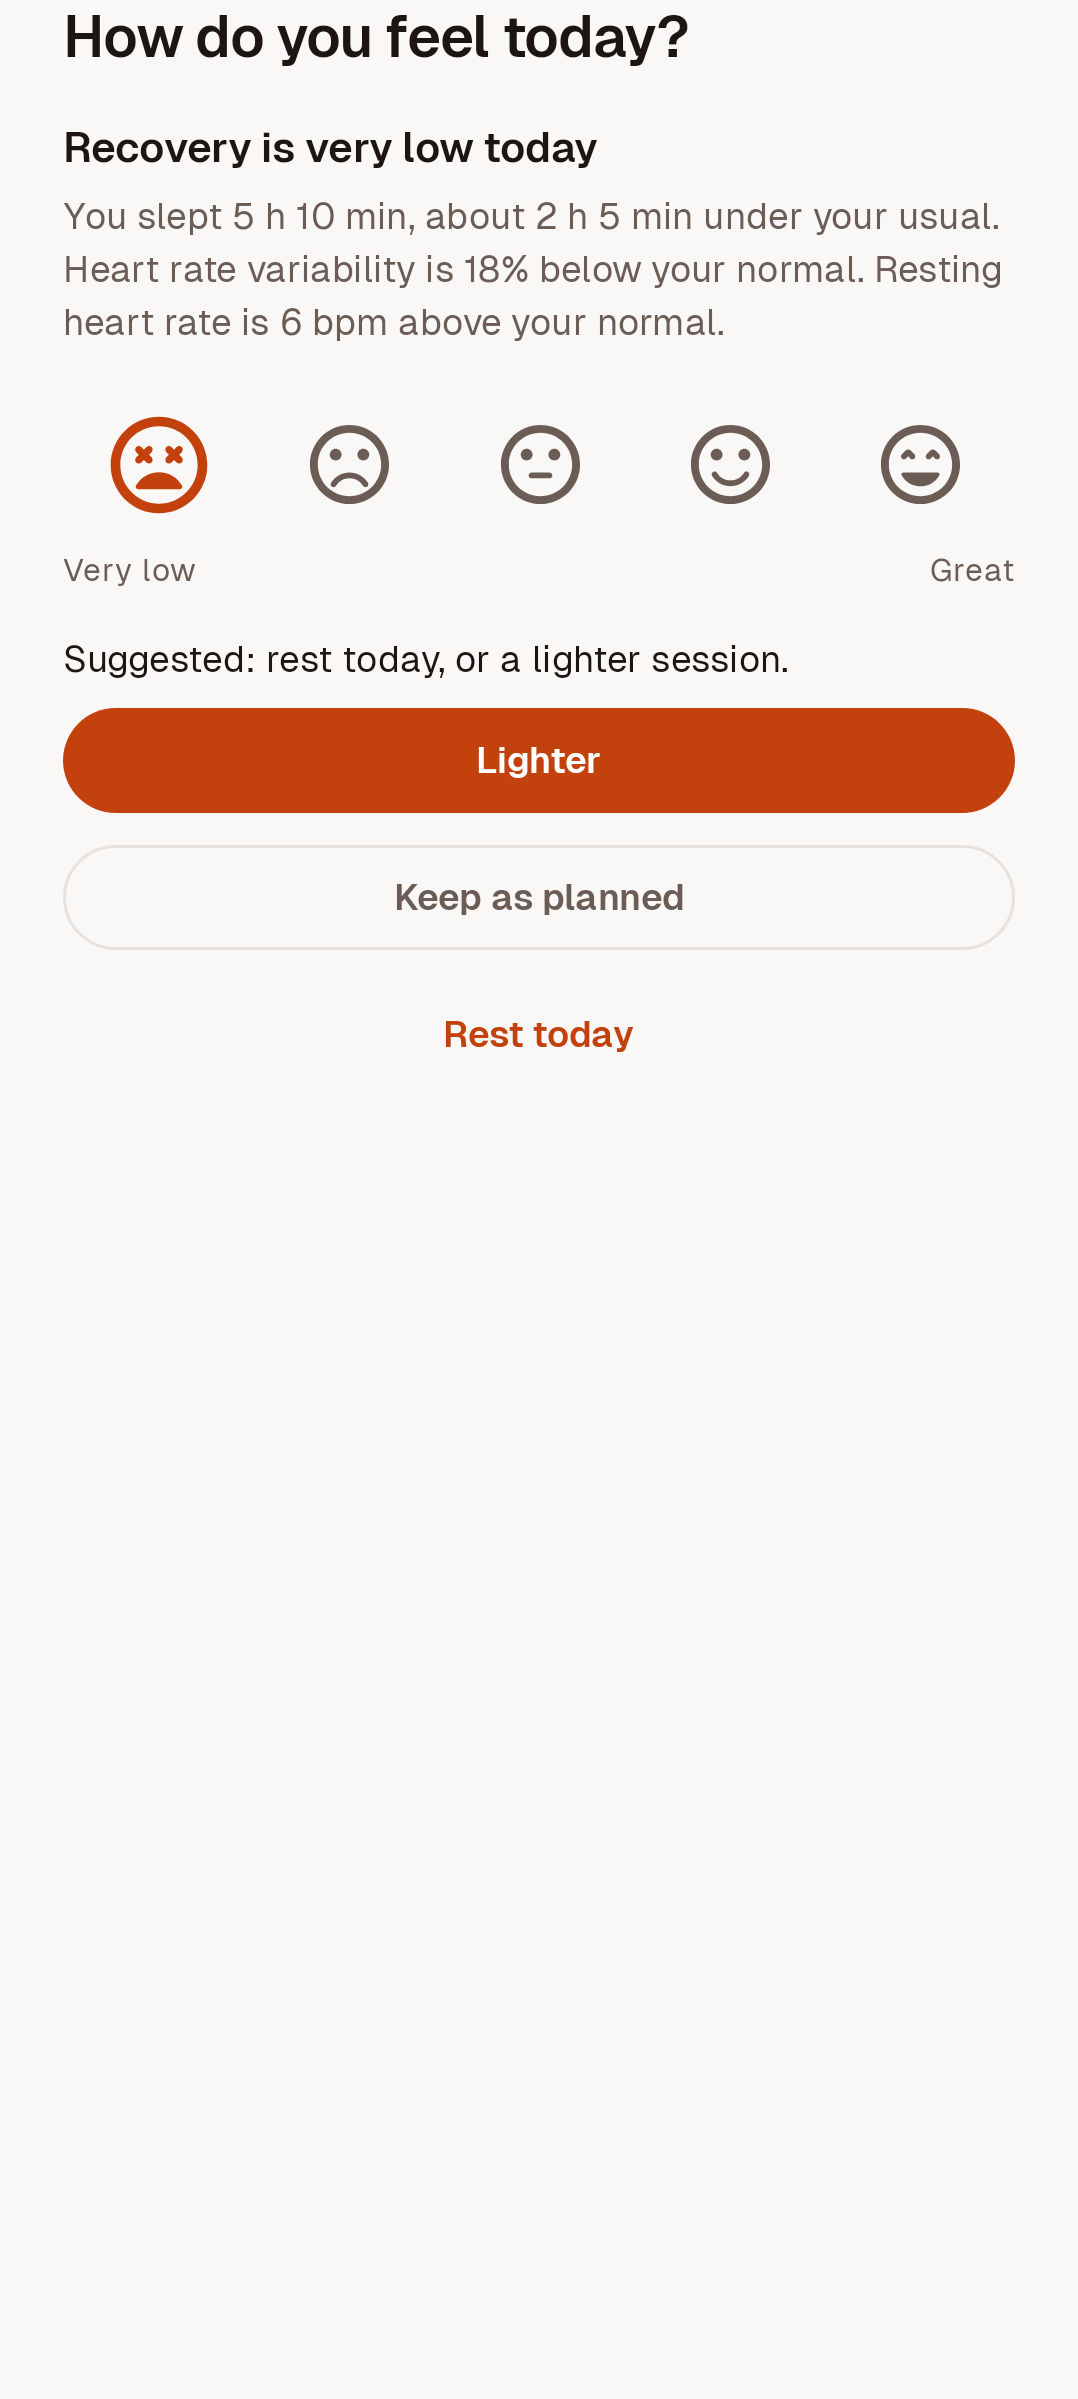 How do you feel today?
Recovery is very low today
You slept 5 h 10 min, about 2 h 5 min under your usual.
Heart rate variability is 18% below your normal. Resting
heart rate is 6 bpm above your normal.
Very low
Great
Suggested: rest today, or a lighter session.
Lighter
Keep as planned
Rest today